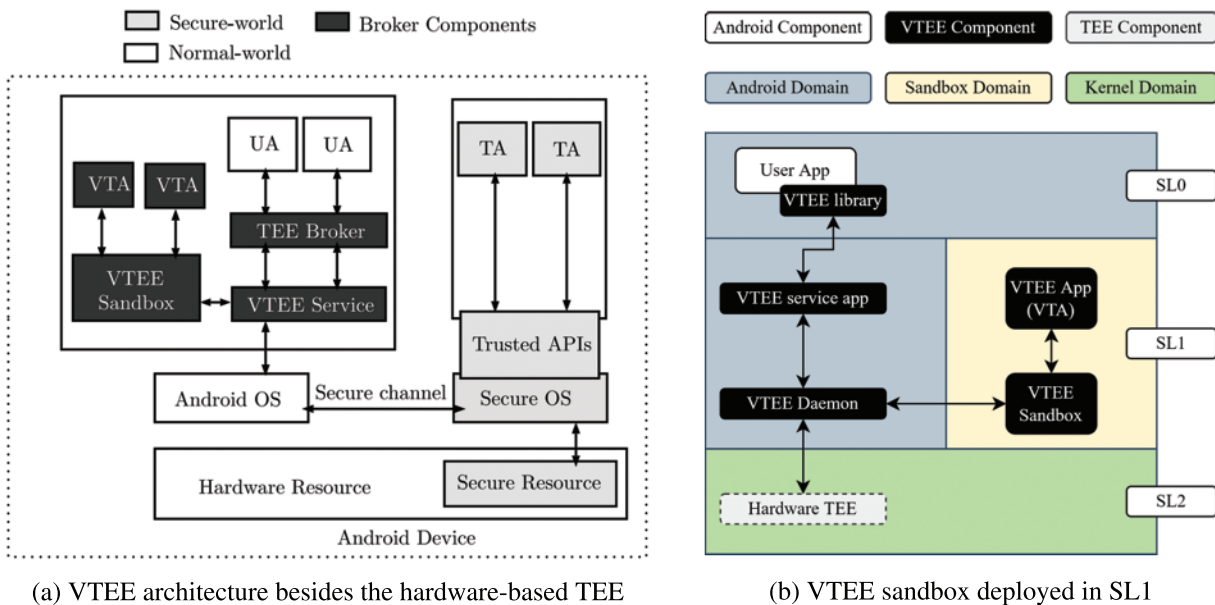 Secure-world
Broker Components
Normal-world
UA
UA
TA
TA
VTA
VTA
TEE Broker
VTEE
Sandbox
VTEE Service
Trusted APIs
Android OS
Secure channel
Secure OS
Hardware Resource
Secure Resource
Android Device
(a) VTEE architecture besides the hardware-based TEE
Android Component
VTEE Component
TEE Component
Android Domain
Sandbox Domain
Kernel Domain
User App
VTEE library
SL0
VTEE service app
VTEE App
(VTA)
SL1
VTEE Daemon
VTEE
Sandbox
Hardware TEE
SL2
(b) VTEE sandbox deployed in SL1